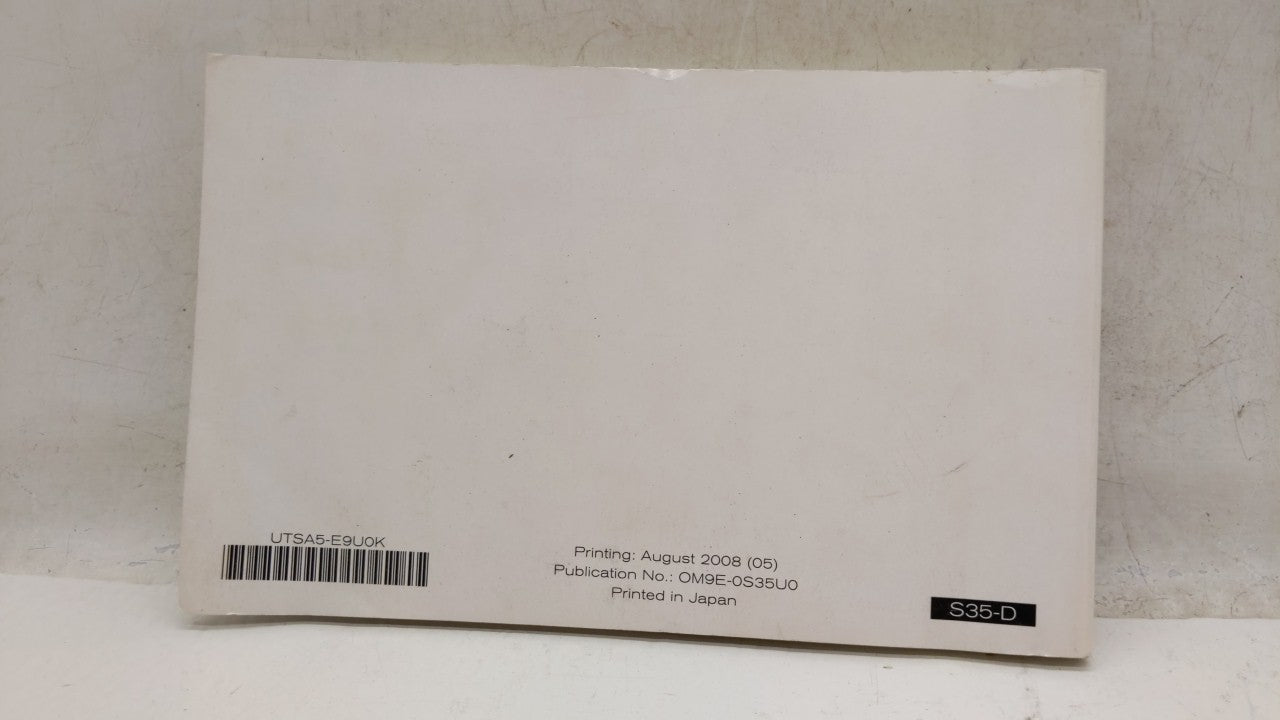 UTSA5-E9U0K
Printing: August 2008 (05)
Publication No.: OM9E-0S35U0
Printed in Japan
S35-D